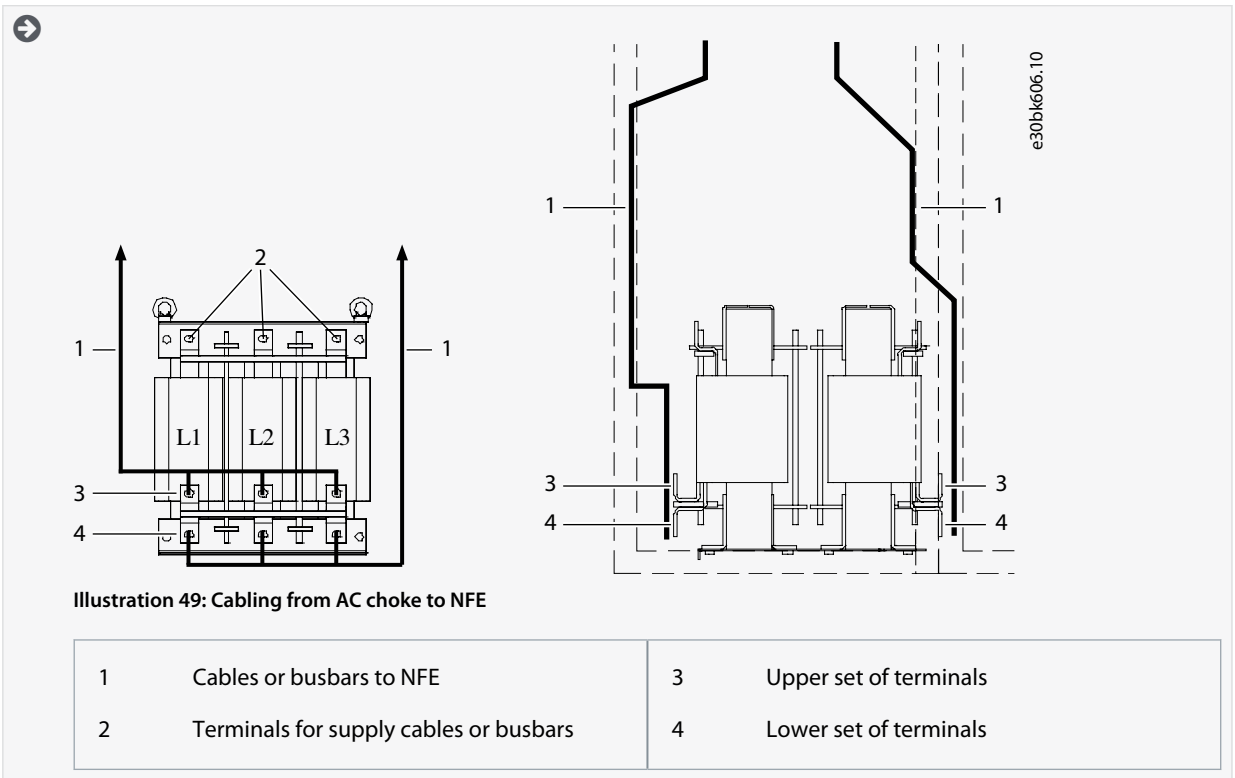 e30bk606.10
1
1
2
1
1
L1 L2 L3
3
4
3
3
4
4
Illustration 49: Cabling from AC choke to NFE
1 Cables or busbars to NFE
3 Upper set of terminals
2 Terminals for supply cables or busbars
4 Lower set of terminals